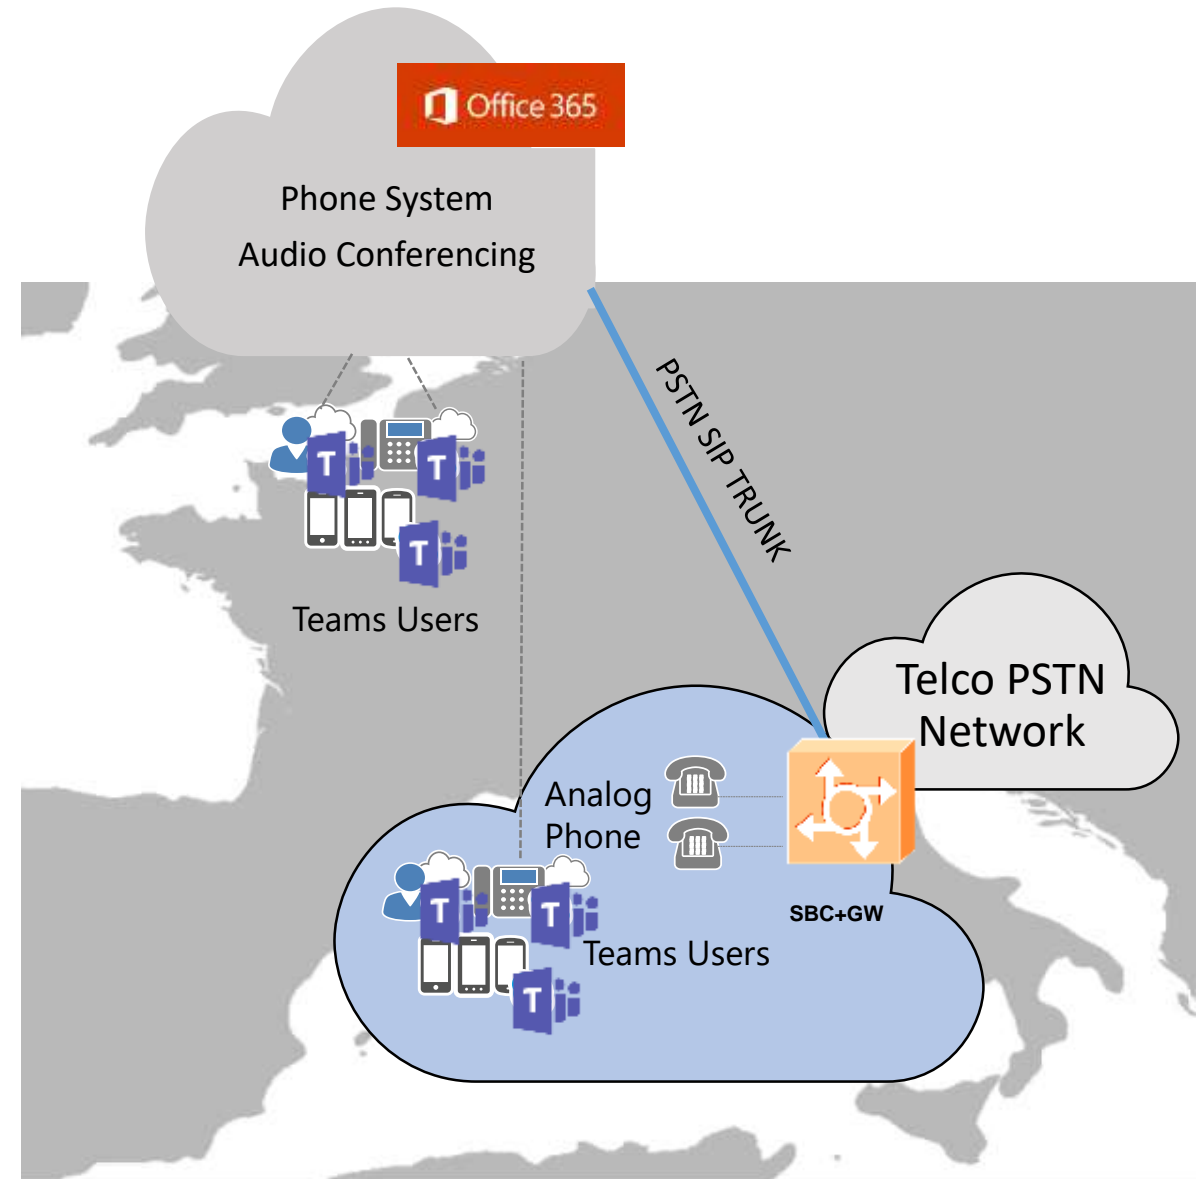 Office 365
Phone System
Audio Conferencing
PSTN SIP TRUNK
T
T
T
Teams Users
Telco PSTN
Network
Analog
Phone
SBC+GW
T
T
Teams Users
T